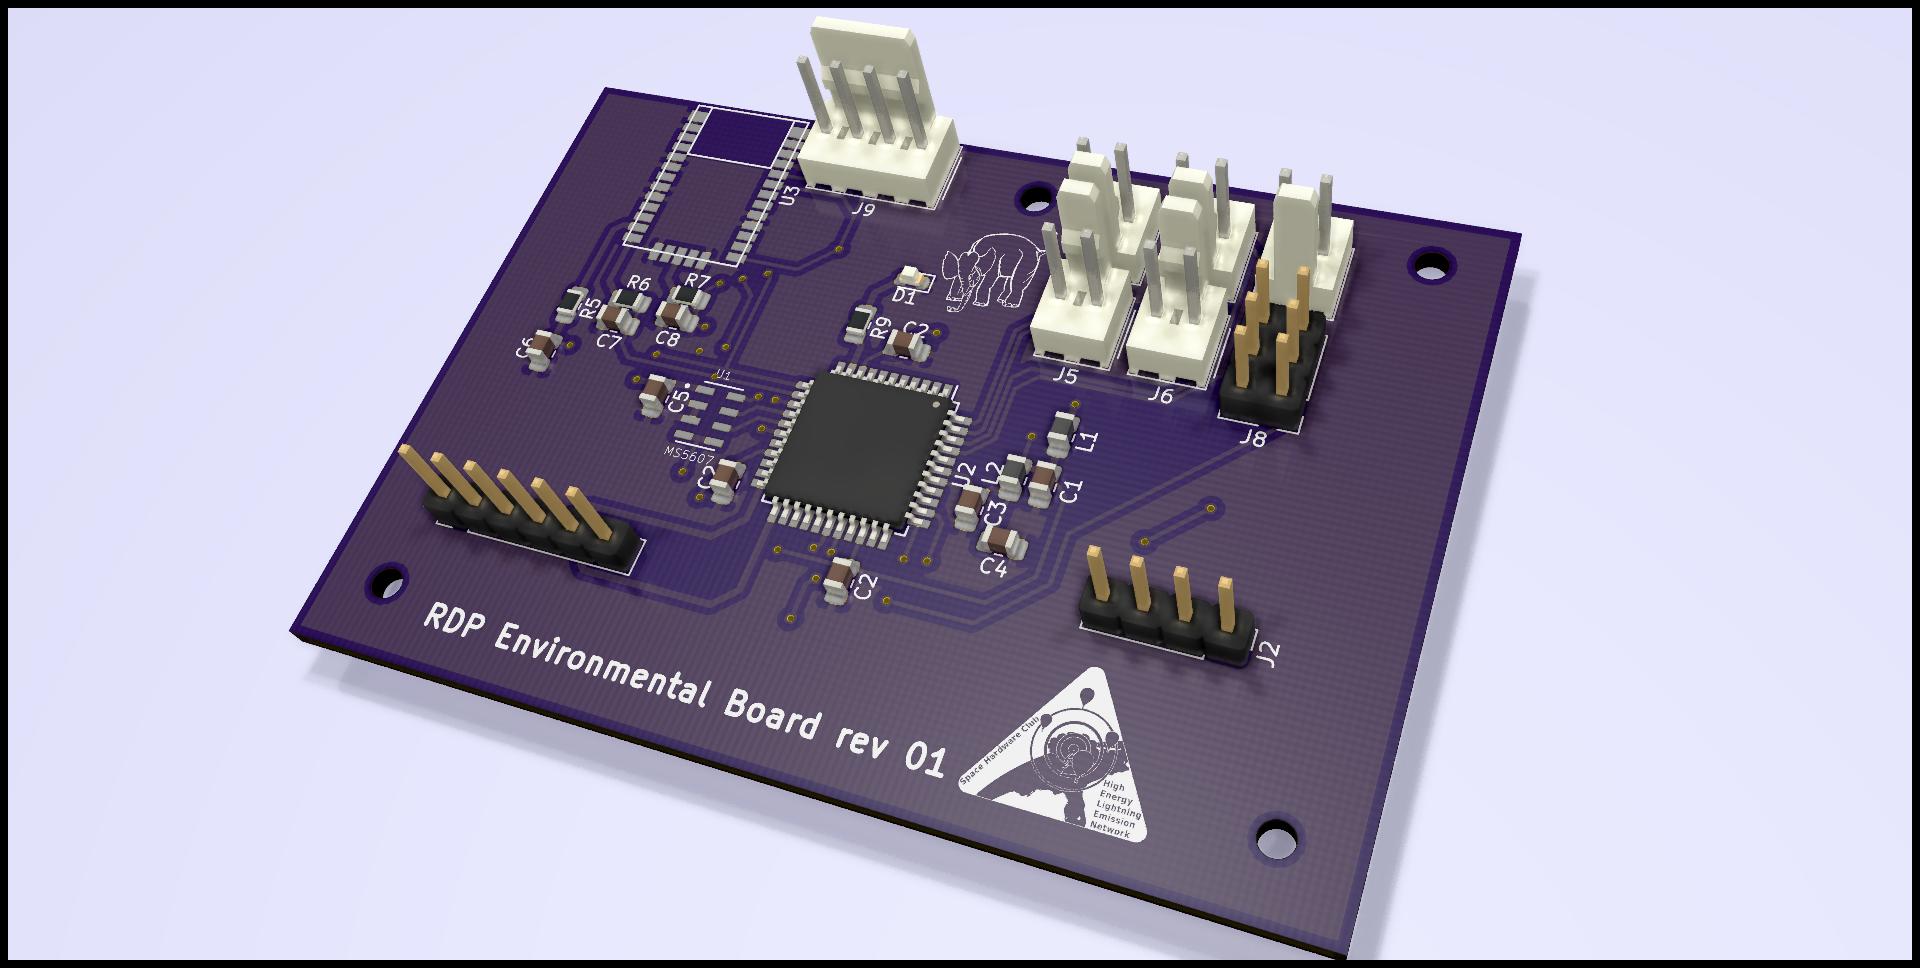 U3
J9
R6
R7
R5
C7
C8
C6
D1
R9
C2
J5
J6
J8
U1
C5
MS5607
C2
L1
L2
U2
C1
C3
C4
C2
J2
RDP Environmental Board rev 01
Space Hardware Club
High
Energy
Lightning
Emission
Network